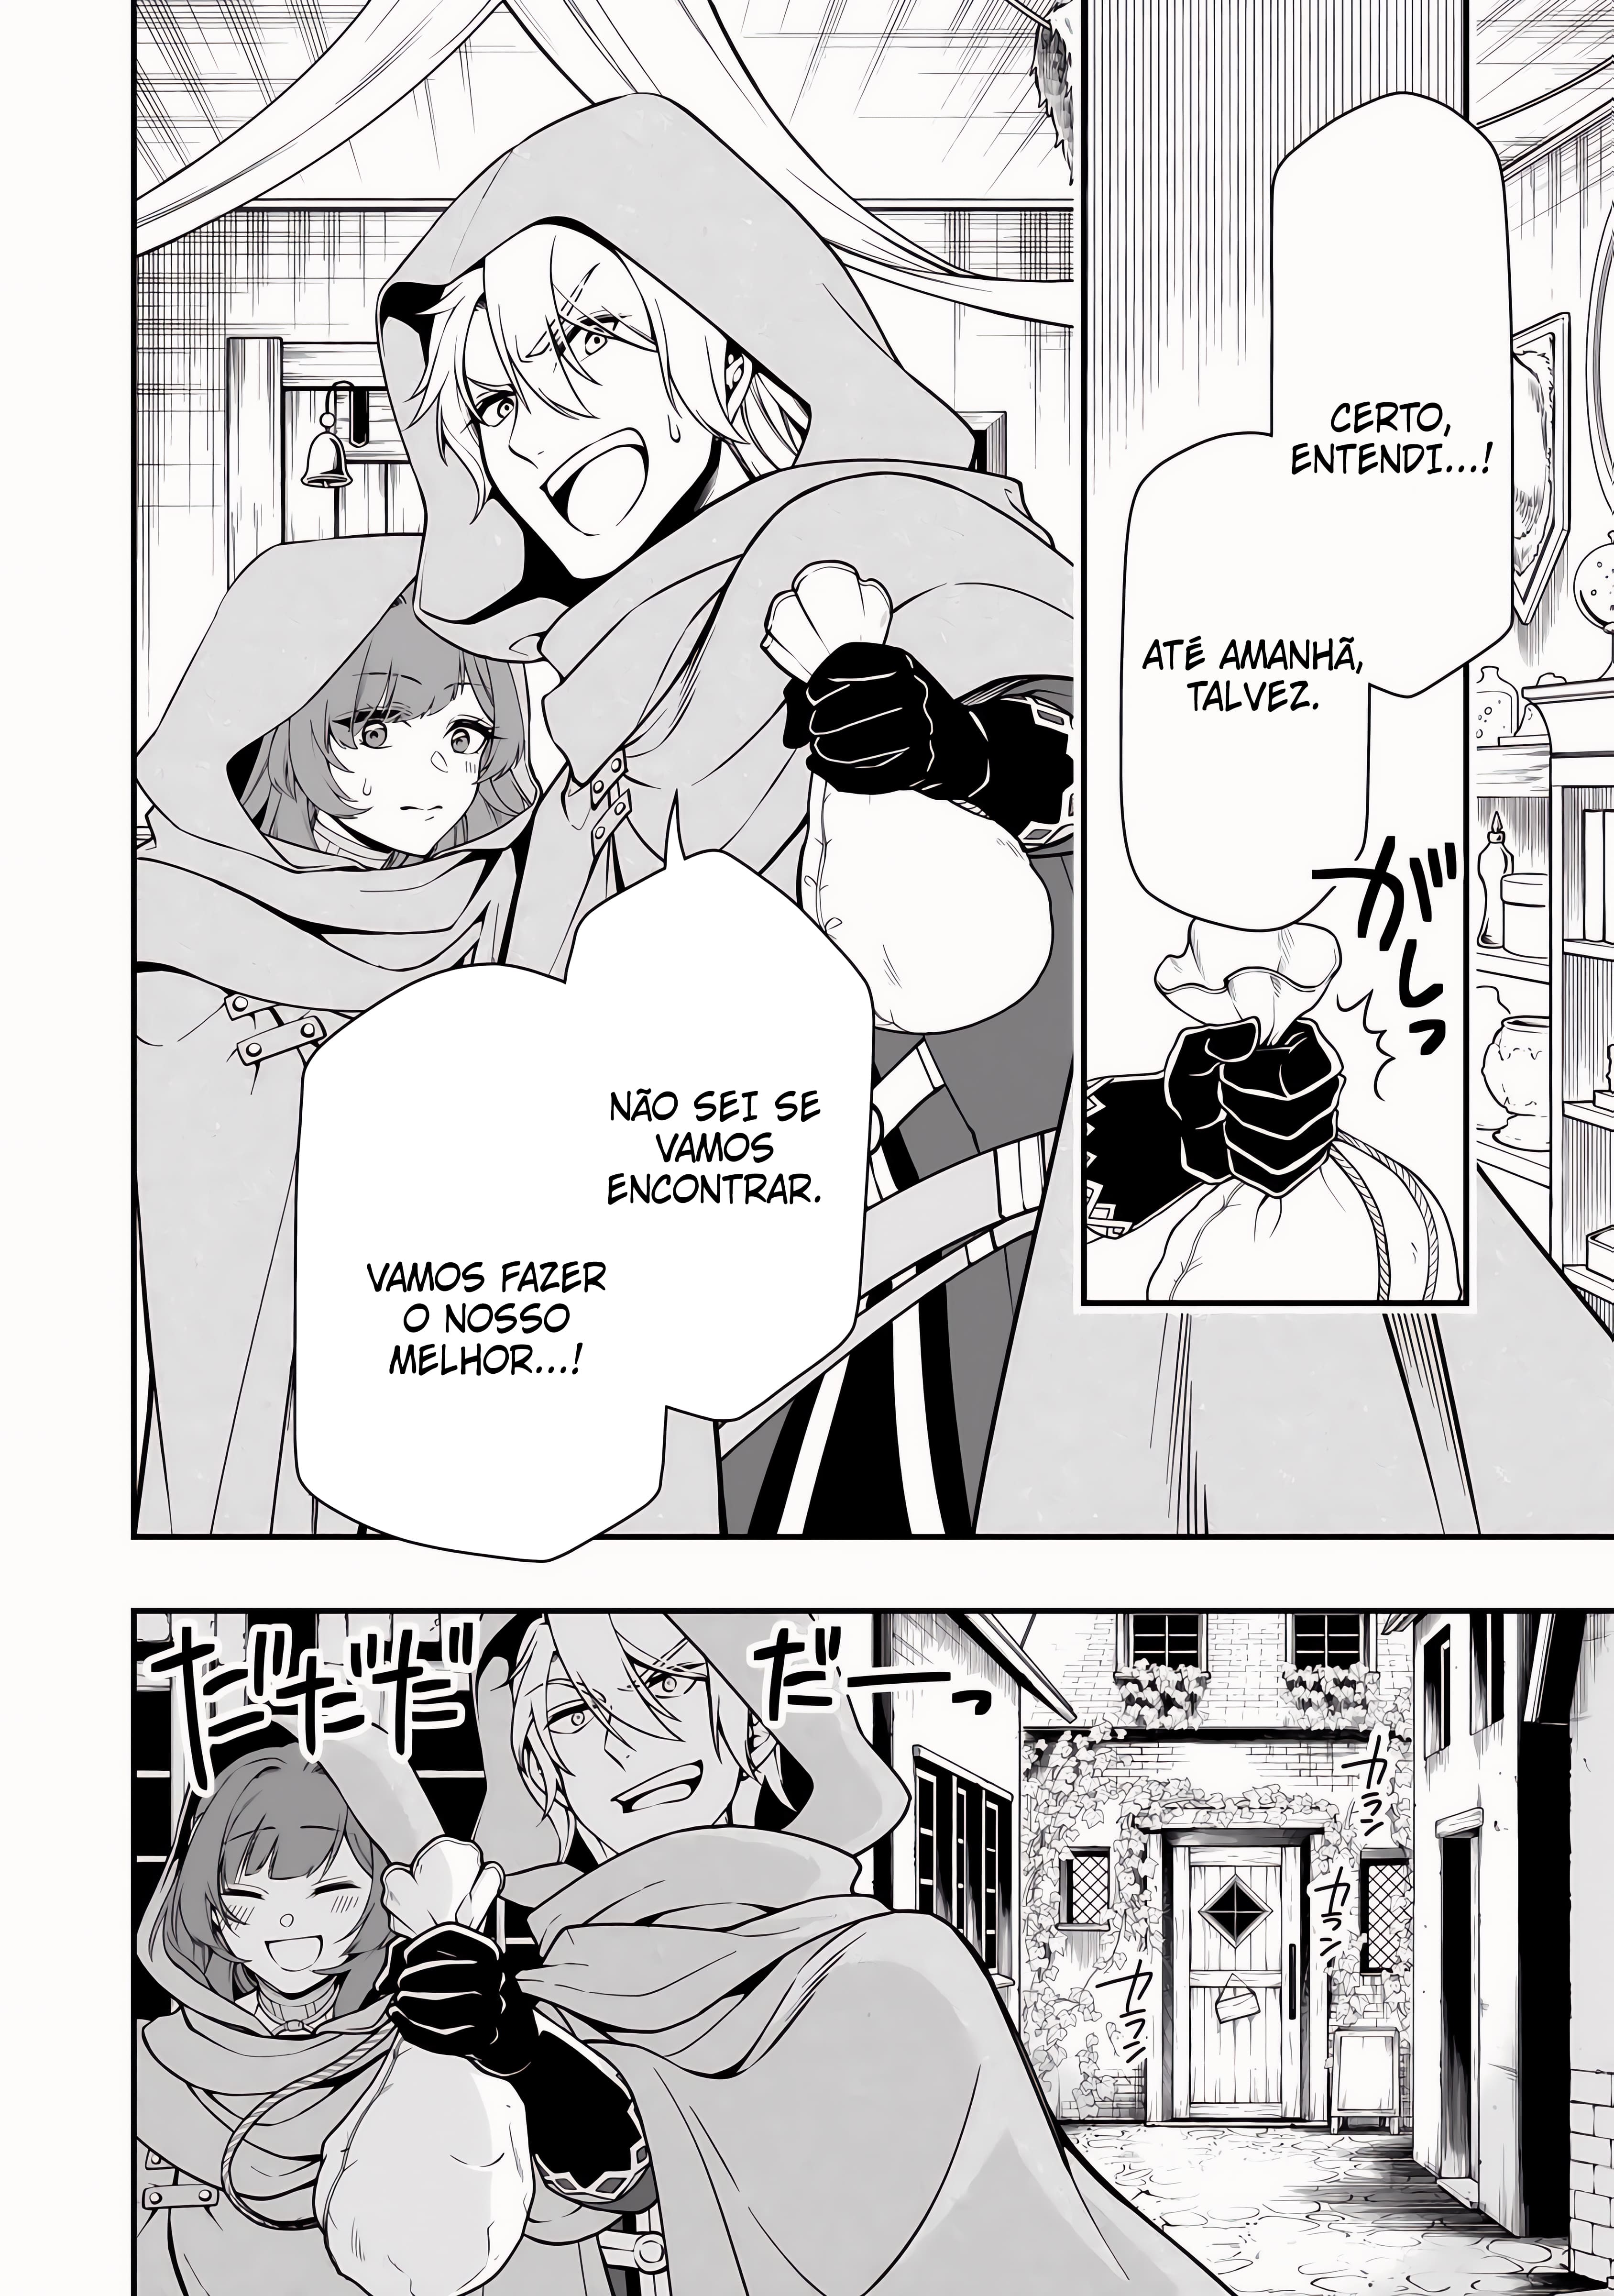 CERTO,
ENTENDI...!
ATÉ AMANHÃ,
TALVEZ.
がしっ
NÃO SEI SE
VAMOS
ENCONTRAR.
VAMOS FAZER
O NOSSO
MELHOR...!
カラン
カラン
カラン
だーっ
だだだ